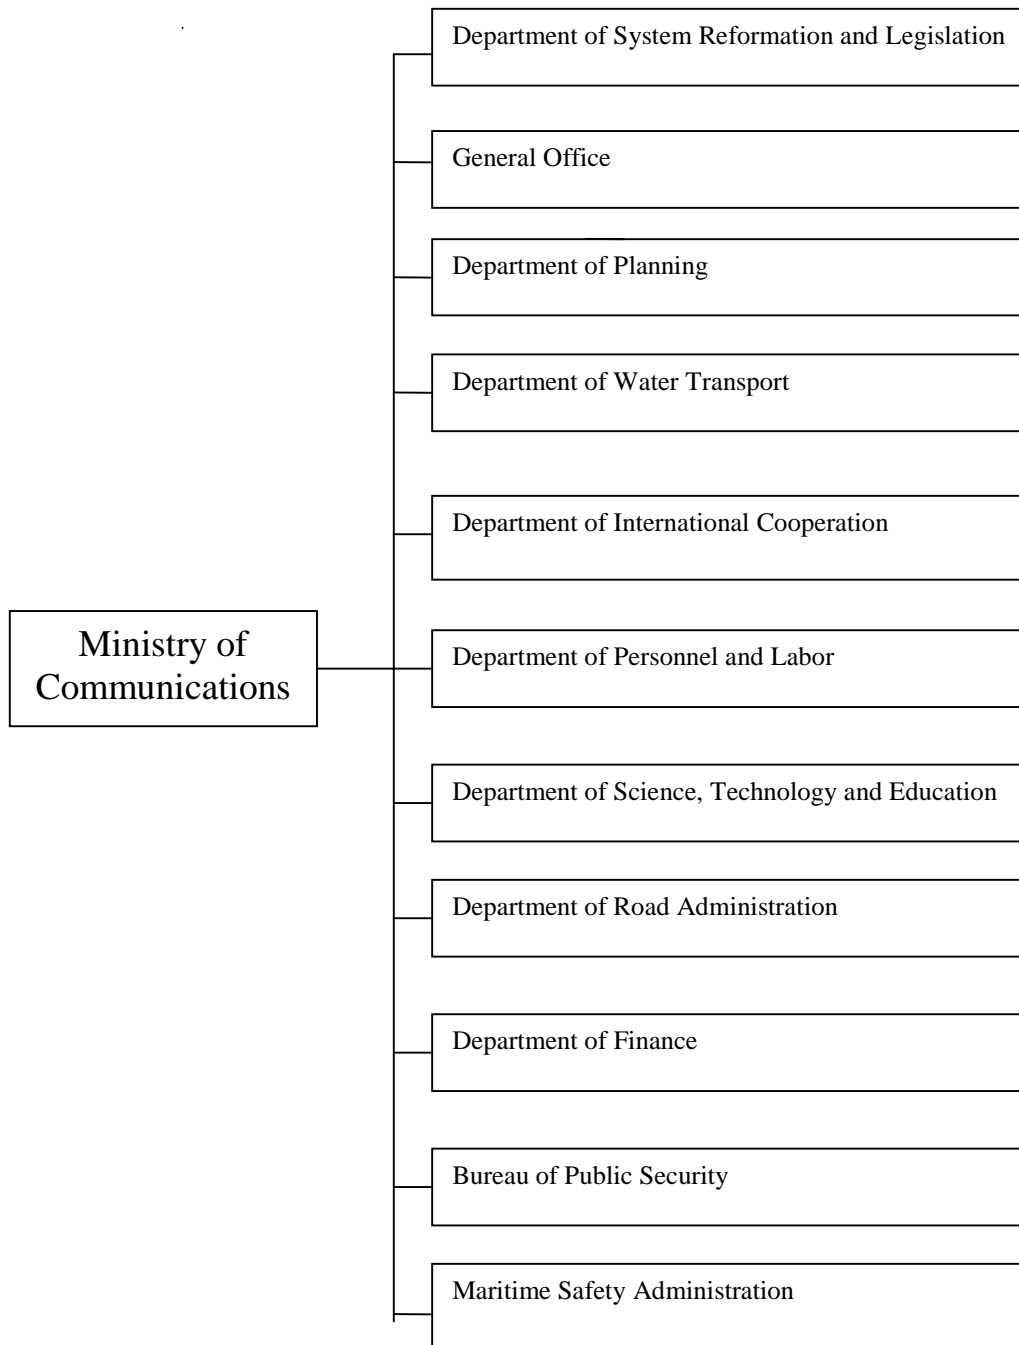 Department of System Reformation and Legislation
General Office
Department of Planning
Department of Water Transport
Department of International Cooperation
Ministry of
Communications
Department of Personnel and Labor
Department of Science, Technology and Education
Department of Road Administration
Department of Finance
Bureau of Public Security
Maritime Safety Administration